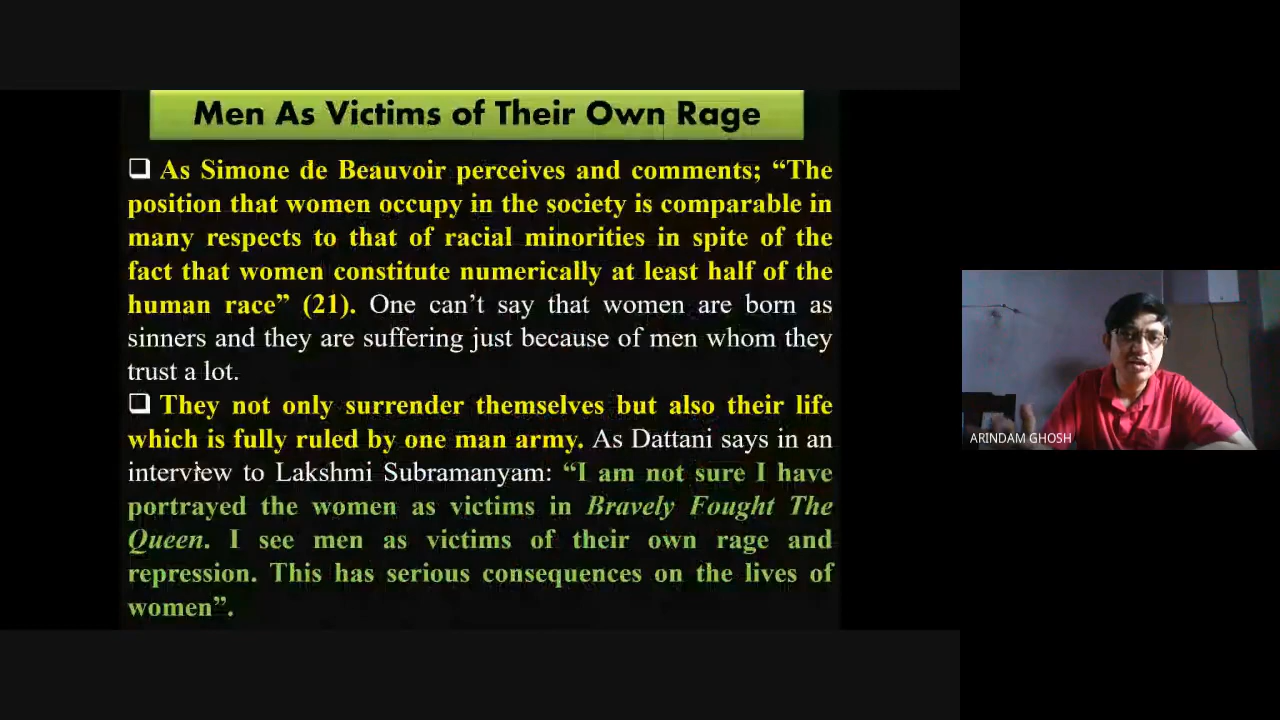 Men As Victims of Their Own Rage
❑ As Simone de Beauvoir perceives and comments; “The
position that women occupy in the society is comparable in
many respects to that of racial minorities in spite of the
fact that women constitute numerically at least half of the
human race” (21). One can’t say that women are born as
sinners and they are suffering just because of men whom they
trust a lot.
❑ They not only surrender themselves but also their life
which is fully ruled by one man army. As Dattani says in an
interview to Lakshmi Subramanyam: “I am not sure I have
portrayed the women as victims in Bravely Fought The
Queen. I see men as victims of their own rage and
repression. This has serious consequences on the lives of
women”.
ARINDAM GHOSH